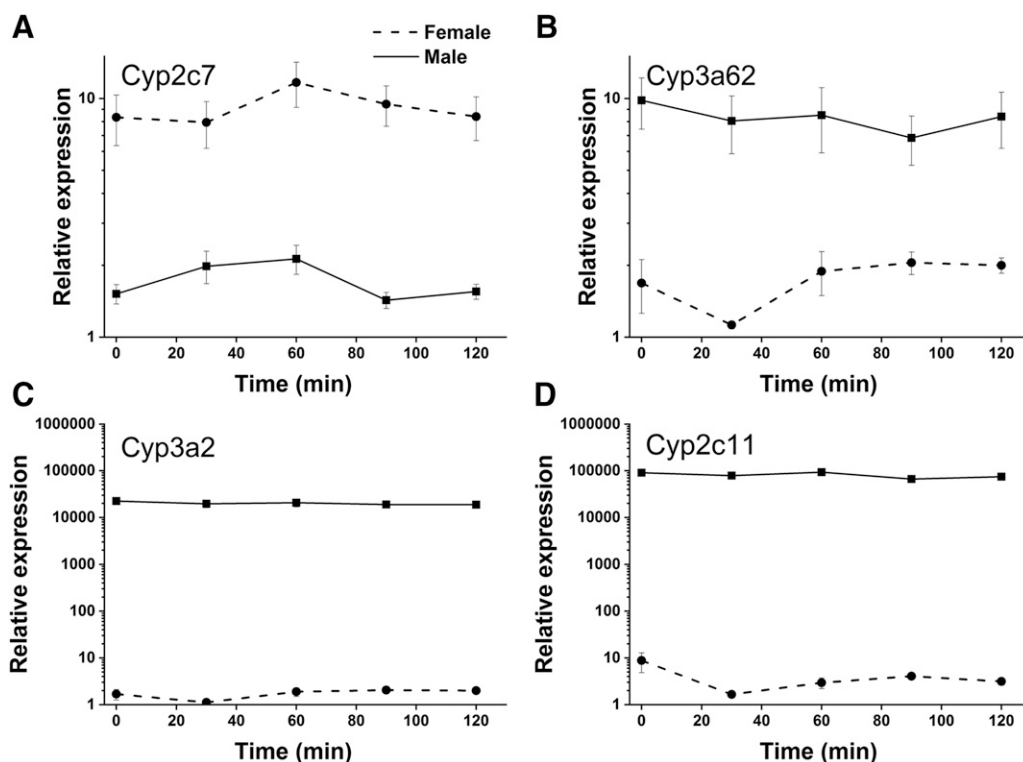 A
Female
Male
Cyp2c7
10
1
Relative expression
0 20 40 60 80 100 120
Time (min)
B
Cyp3a62
10
1
Relative expression
0 20 40 60 80 100 120
Time (min)
C
Cyp3a2
1000000
100000
10000
1000
100
10
1
Relative expression
0 20 40 60 80 100 120
Time (min)
D
Cyp2c11
1000000
100000
10000
1000
100
10
1
Relative expression
0 20 40 60 80 100 120
Time (min)